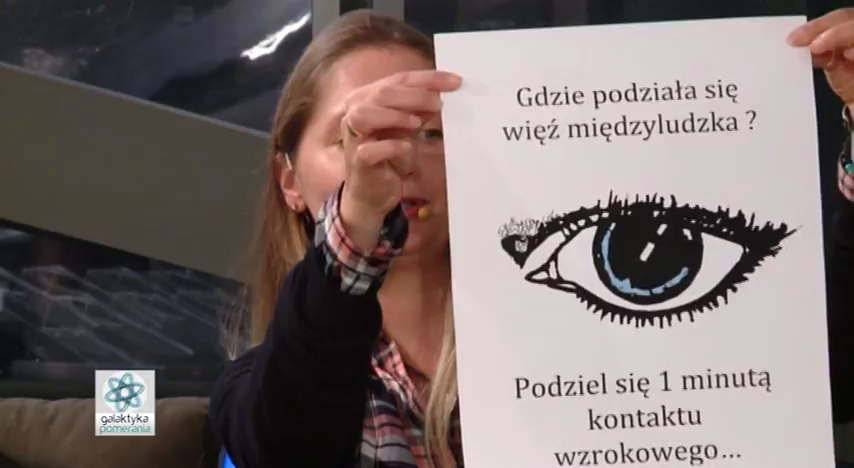 Gdzie podziała się
więź międzyludzka ?
Podziel się 1 minutą
kontaktu
wzrokowego...
galaktyka
pomerania